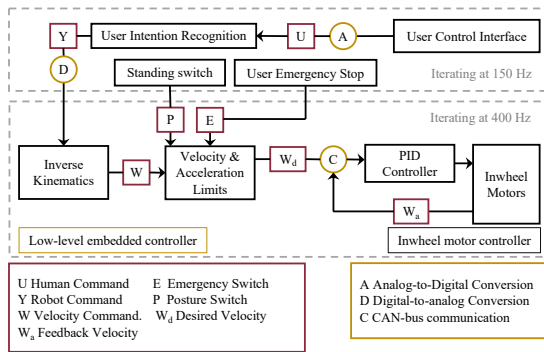 Y
User Intention Recognition
U
A
User Control Interface
D
Standing switch
User Emergency Stop
Iterating at 150 Hz
P
E
Iterating at 400 Hz
Inverse
Kinematics
W
Velocity &
Acceleration
Limits
Wd
C
PID
Controller
Inwheel
Motors
Wa
Low-level embedded controller
Inwheel motor controller
U Human Command
Y Robot Command
W Velocity Command.
Wa Feedback Velocity
E Emergency Switch
P Posture Switch
Wd Desired Velocity
A Analog-to-Digital Conversion
D Digital-to-analog Conversion
C CAN-bus communication